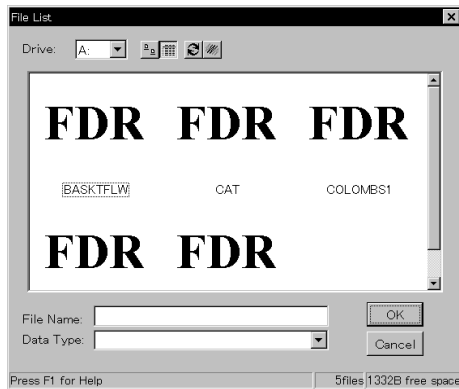 File List
Drive: A:
FDR FDR FDR
BASKTFLW CAT COLOMBS1
FDR FDR
File Name: OK
Data Type: Cancel
Press F1 for Help 5files 1332B free space